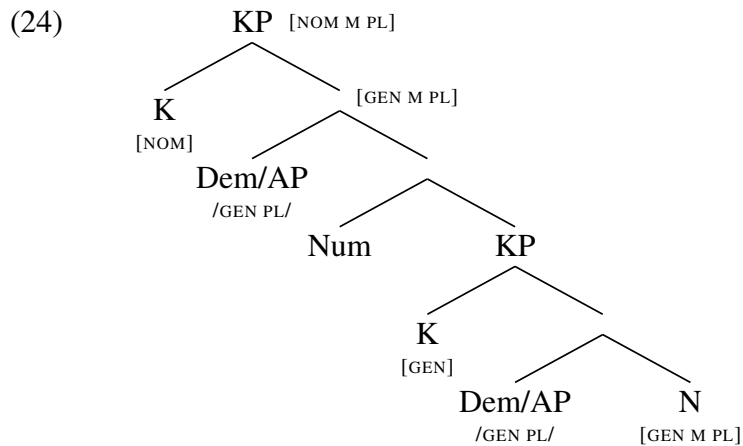 (24) KP [NOM M PL]
K [GEN M PL]
[NOM]
Dem/AP
/GEN PL/
Num KP
K
[GEN]
Dem/AP N
/GEN PL/ [GEN M PL]